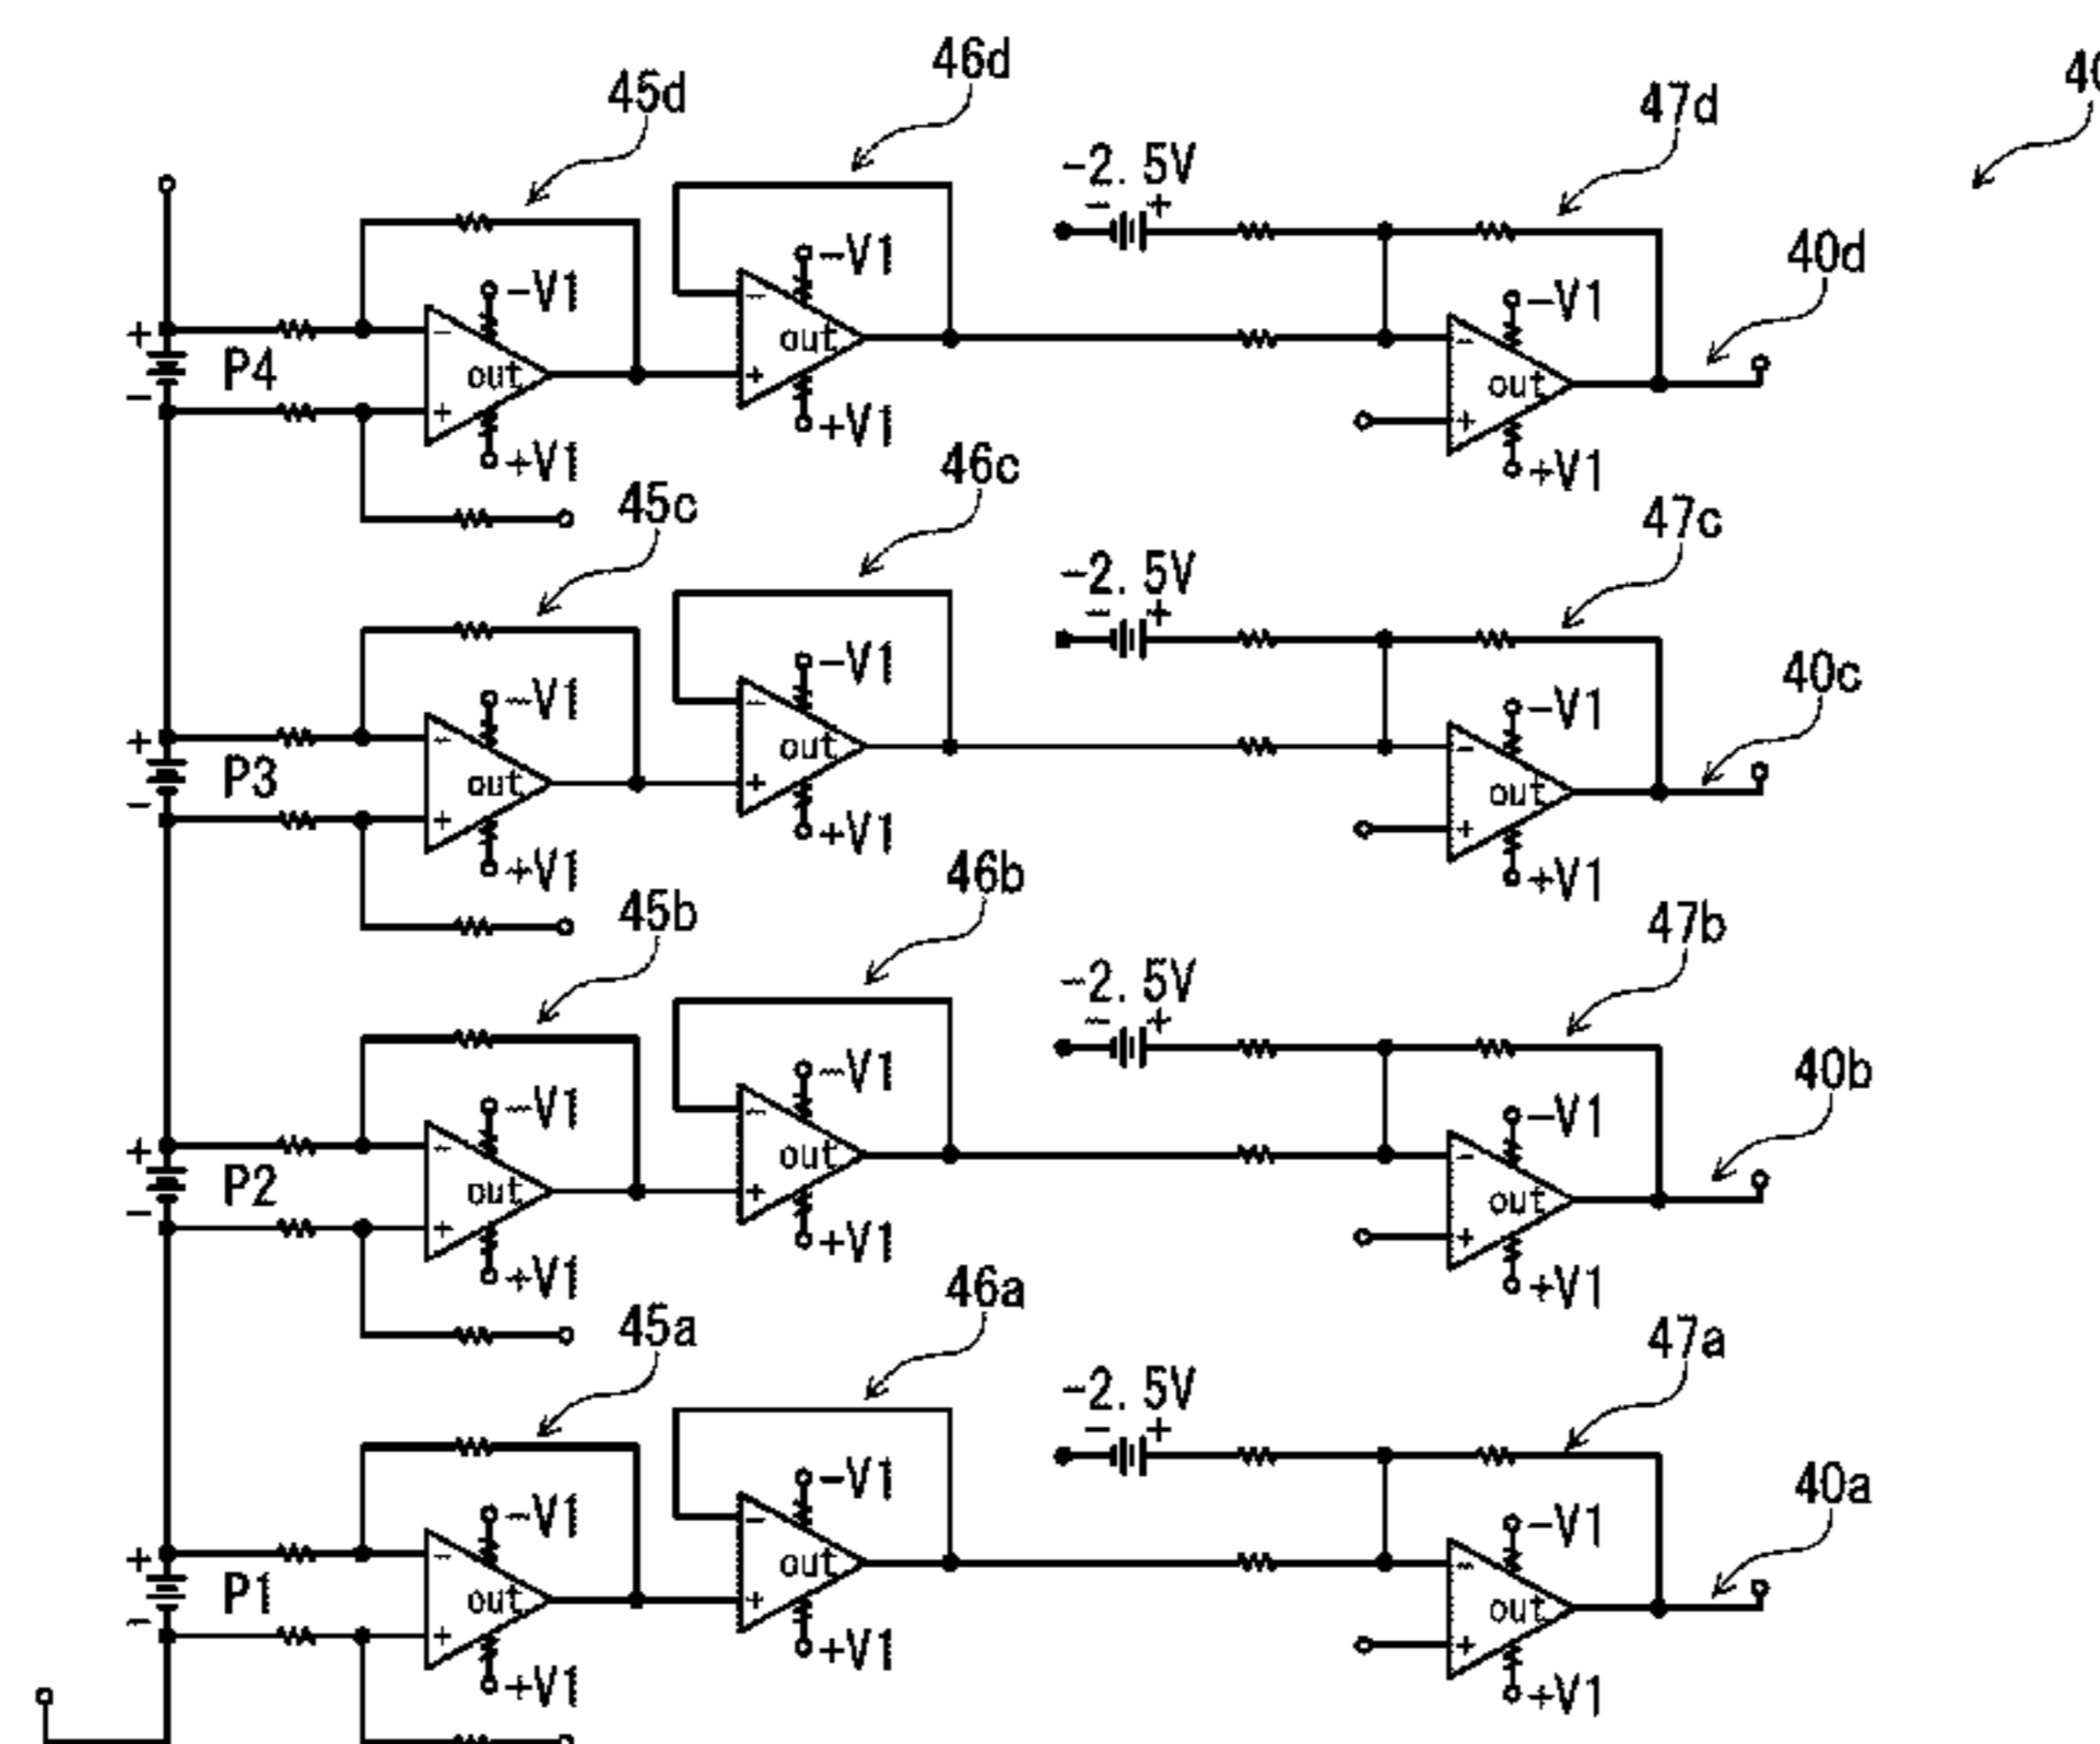 46d
45d
47d
-2. 5V
- +
-V1
-V1
40d
-V1
+
P4
-
- out +
+V1
- out +
+V1
- out +
+V1
46c
45c
47c
-2. 5V
- +
-V1
-V1
40c
-V1
+
P3
-
- out +
+V1
- out +
+V1
- out +
+V1
46b
45b
47b
-2. 5V
- +
-V1
-V1
40b
-V1
+
P2
-
- out +
+V1
- out +
+V1
- out +
+V1
46a
45a
47a
-2. 5V
- +
-V1
-V1
40a
-V1
+
P1
-
- out +
+V1
- out +
+V1
- out +
+V1